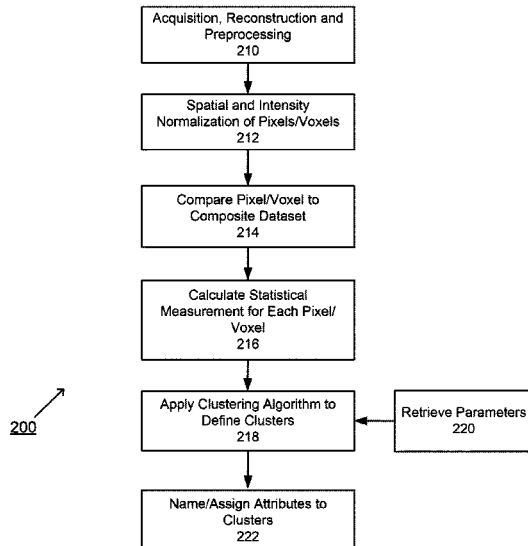 Acquisition, Reconstruction and
Preprocessing
210
Spatial and Intensity
Normalization of Pixels/Voxels
212
Compare Pixel/Voxel to
Composite Dataset
214
Calculate Statistical
Measurement for Each Pixel/
Voxel
216
Apply Clustering Algorithm to
Define Clusters
218
Retrieve Parameters
220
200
Name/Assign Attributes to
Clusters
222